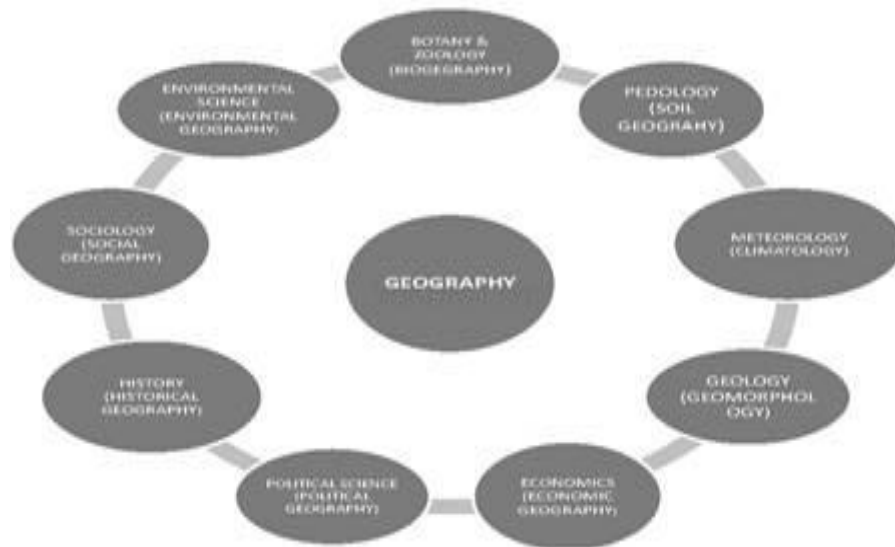 BOTANY &
ZOOLOGY
(BIOGEGRAPHY)
PEDOLOGY
(SOIL
GEOGRAHY)
METEOROLOGY
(CLIMATOLOGY)
GEOLOGY
(GEOMORPHOL
OGY)
ECONOMICS
(ECONOMIC
GEOGRAPHY)
POLITICAL SCIENCE
(POLITICAL
GEOGRAPHY)
HISTORY
(HISTORICAL
GEOGRAPHY)
SOCIOLOGY
(SOCIAL
GEOGRAPHY)
ENVIRONMENTAL
SCIENCE
(ENVIRONMENTAL
GEOGRAPHY)
GEOGRAPHY